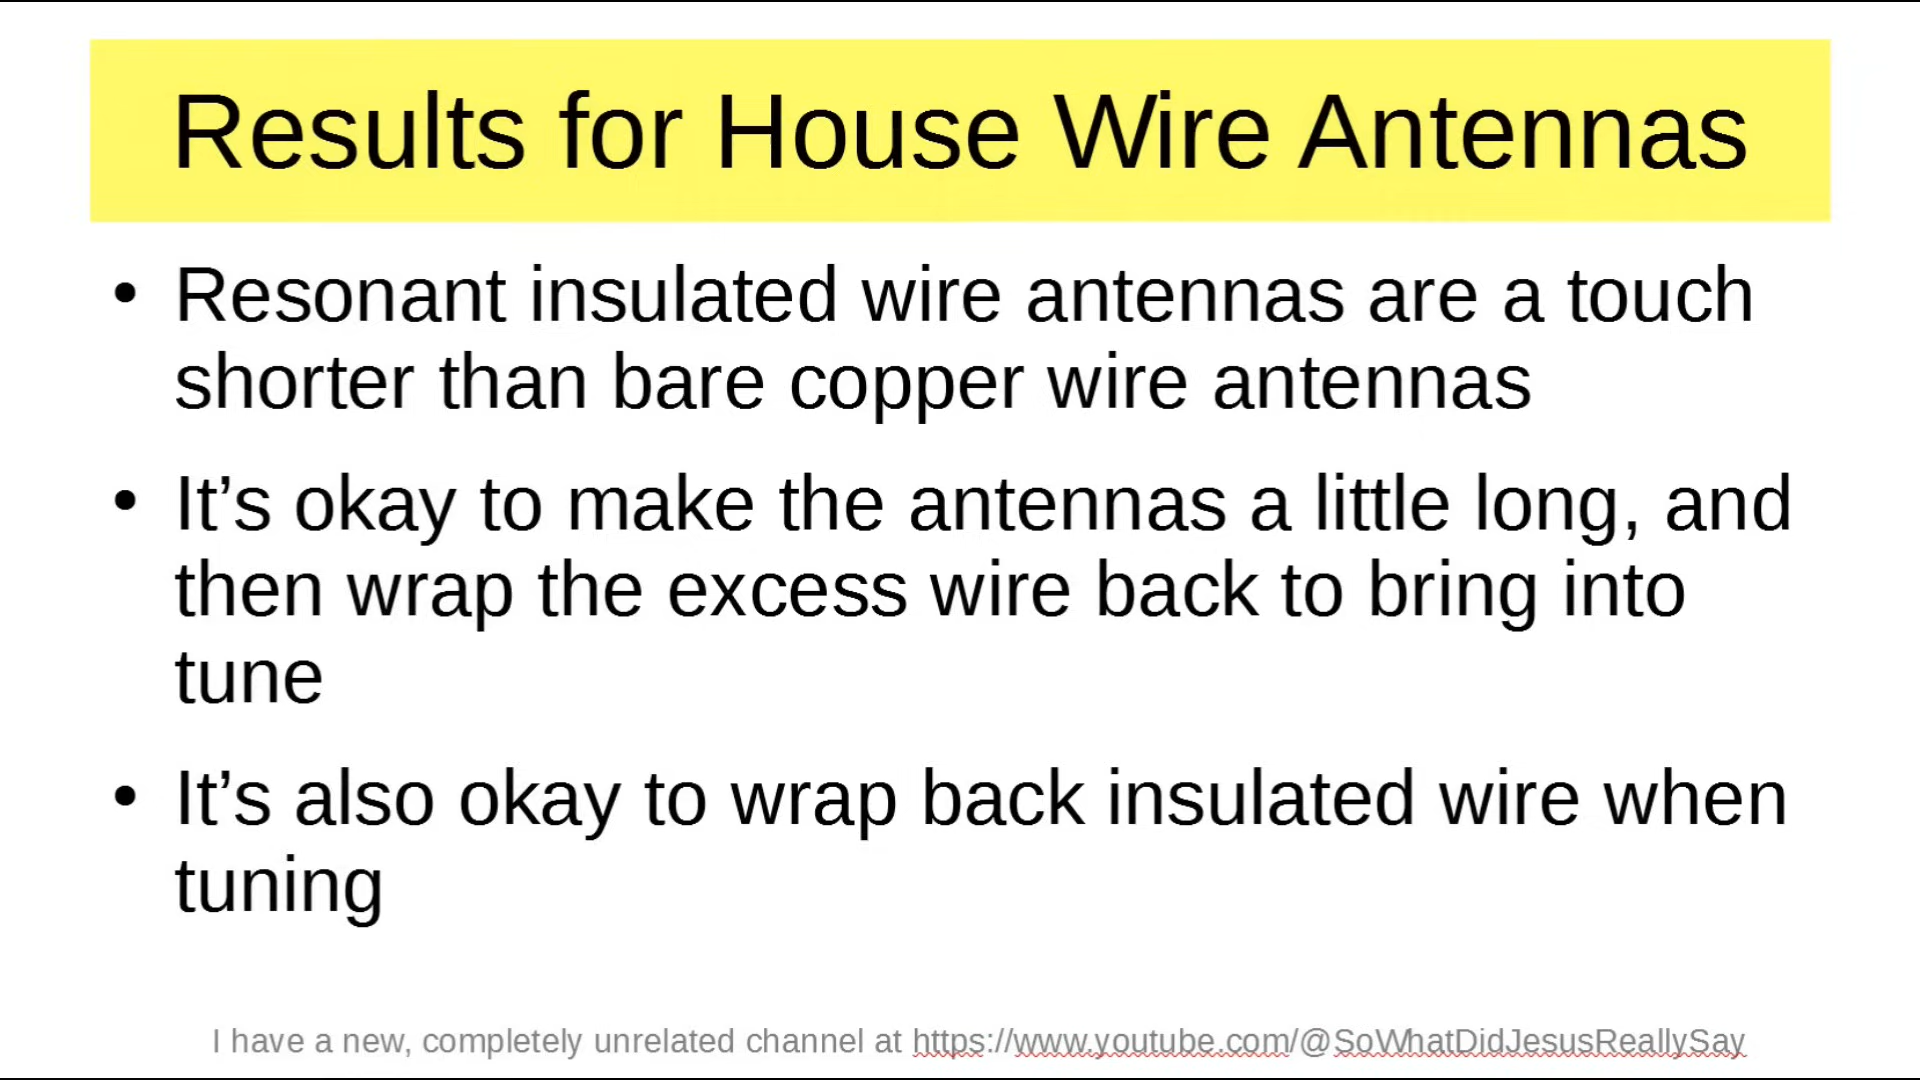 Results for House Wire Antennas
• Resonant insulated wire antennas are a touch
shorter than bare copper wire antennas
• It’s okay to make the antennas a little long, and
then wrap the excess wire back to bring into
tune
• It’s also okay to wrap back insulated wire when
tuning
I have a new, completely unrelated channel at https://www.youtube.com/@SoWhatDidJesusReallySay